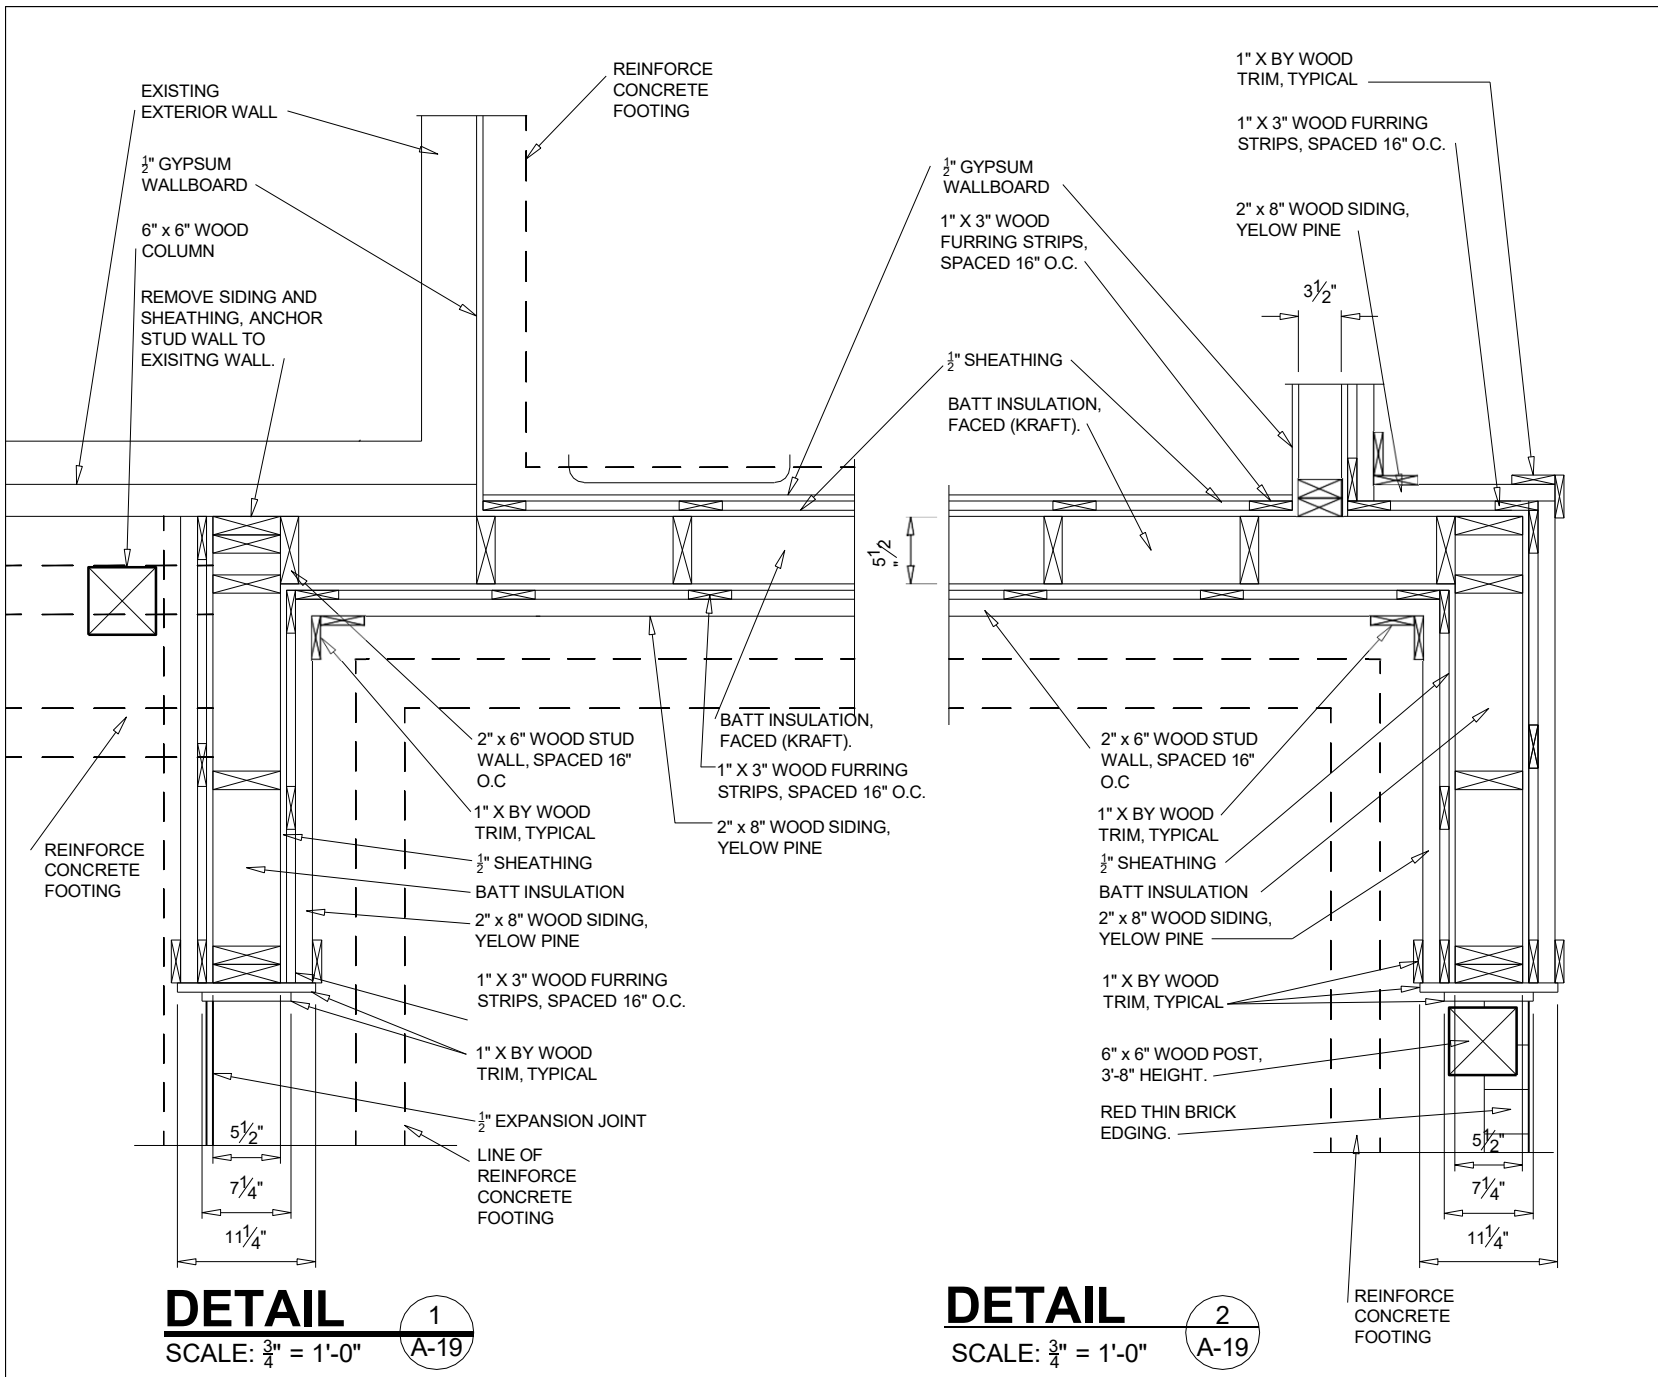 EXISTING
EXTERIOR WALL
½" GYPSUM
WALLBOARD
6" x 6" WOOD
COLUMN
REMOVE SIDING AND
SHEATHING, ANCHOR
STUD WALL TO
EXISITNG WALL.
REINFORCE
CONCRETE
FOOTING
½" GYPSUM
WALLBOARD
1" X 3" WOOD
FURRING STRIPS,
SPACED 16" O.C.
½" SHEATHING
BATT INSULATION,
FACED (KRAFT).
1" X BY WOOD
TRIM, TYPICAL
1" X 3" WOOD FURRING
STRIPS, SPACED 16" O.C.
2" x 8" WOOD SIDING,
YELOW PINE
3½"
5½"
REINFORCE
CONCRETE
FOOTING
2" x 6" WOOD STUD
WALL, SPACED 16"
O.C
1" X BY WOOD
TRIM, TYPICAL
½" SHEATHING
BATT INSULATION
2" x 8" WOOD SIDING,
YELOW PINE
1" X 3" WOOD FURRING
STRIPS, SPACED 16" O.C.
1" X BY WOOD
TRIM, TYPICAL
½" EXPANSION JOINT
LINE OF
REINFORCE
CONCRETE
FOOTING
BATT INSULATION,
FACED (KRAFT).
1" X 3" WOOD FURRING
STRIPS, SPACED 16" O.C.
2" x 8" WOOD SIDING,
YELOW PINE
2" x 6" WOOD STUD
WALL, SPACED 16"
O.C
1" X BY WOOD
TRIM, TYPICAL
½" SHEATHING
BATT INSULATION
2" x 8" WOOD SIDING,
YELOW PINE
1" X BY WOOD
TRIM, TYPICAL
6" x 6" WOOD POST,
3'-8" HEIGHT.
RED THIN BRICK
EDGING.
5½"
7¼"
11¼"
5½"
7¼"
11¼"
REINFORCE
CONCRETE
FOOTING
DETAIL
1
A-19
SCALE: ¾" = 1'-0"
DETAIL
2
A-19
SCALE: ¾" = 1'-0"